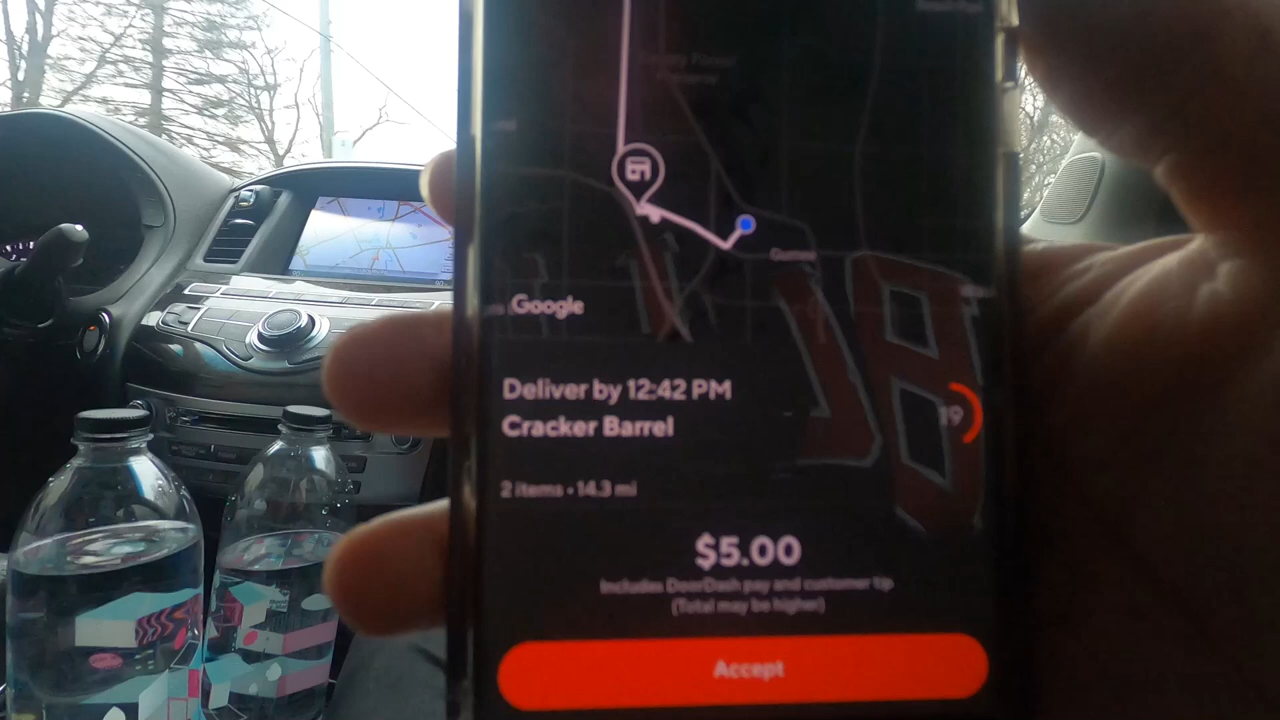 Google
Deliver by 12:42 PM
Cracker Barrel
19
2 items • 14.3 mi
$5.00
Includes DoorDash pay and customer tip
(Total may be higher)
Accept